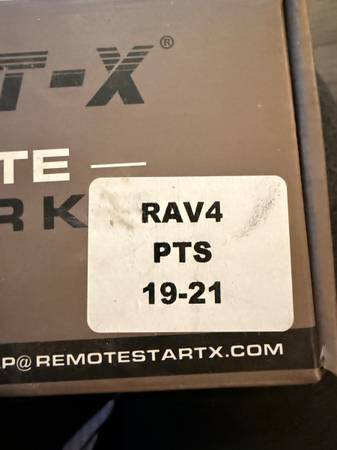 T-X®
TE —
RK
RAV4
PTS
19-21
P@REMOTESTARTX.COM